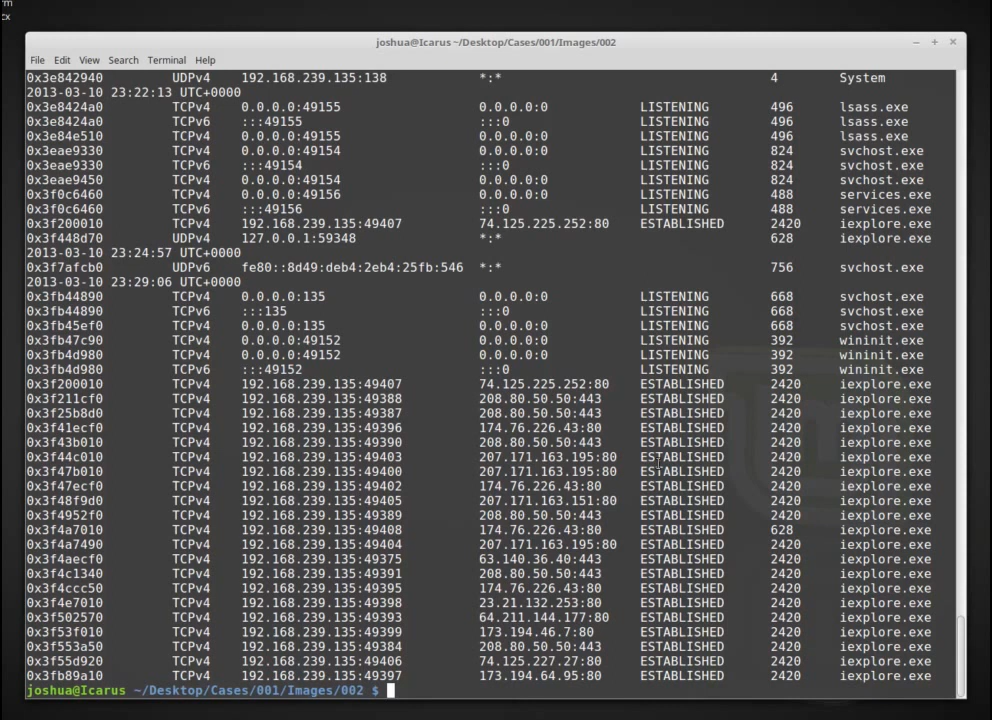 rm
cx
joshua@Icarus ~/Desktop/Cases/001/Images/002
File Edit View Search Terminal Help
0x3e842940 UDPv4 192.168.239.135:138 *:* 4 System
2013-03-10 23:22:13 UTC+0000
0x3e8424a0 TCPv4 0.0.0.0:49155 0.0.0.0:0 LISTENING 496 lsass.exe
0x3e8424a0 TCPv6 :::49155 :::0 LISTENING 496 lsass.exe
0x3e84e510 TCPv4 0.0.0.0:49155 0.0.0.0:0 LISTENING 496 lsass.exe
0x3eae9330 TCPv4 0.0.0.0:49154 0.0.0.0:0 LISTENING 824 svchost.exe
0x3eae9330 TCPv6 :::49154 :::0 LISTENING 824 svchost.exe
0x3eae9450 TCPv4 0.0.0.0:49154 0.0.0.0:0 LISTENING 824 svchost.exe
0x3f0c6460 TCPv4 0.0.0.0:49156 0.0.0.0:0 LISTENING 488 services.exe
0x3f0c6460 TCPv6 :::49156 :::0 LISTENING 488 services.exe
0x3f200010 TCPv4 192.168.239.135:49407 74.125.225.252:80 ESTABLISHED 2420 iexplore.exe
0x3f448d70 UDPv4 127.0.0.1:59348 *:* 628 iexplore.exe
2013-03-10 23:24:57 UTC+0000
0x3f7afcb0 UDPv6 fe80::8d49:deb4:2eb4:25fb:546 *:* 756 svchost.exe
2013-03-10 23:29:06 UTC+0000
0x3fb44890 TCPv4 0.0.0.0:135 0.0.0.0:0 LISTENING 668 svchost.exe
0x3fb44890 TCPv6 :::135 :::0 LISTENING 668 svchost.exe
0x3fb45ef0 TCPv4 0.0.0.0:135 0.0.0.0:0 LISTENING 668 svchost.exe
0x3fb47c90 TCPv4 0.0.0.0:49152 0.0.0.0:0 LISTENING 392 wininit.exe
0x3fb4d980 TCPv4 0.0.0.0:49152 0.0.0.0:0 LISTENING 392 wininit.exe
0x3fb4d980 TCPv6 :::49152 :::0 LISTENING 392 wininit.exe
0x3f200010 TCPv4 192.168.239.135:49407 74.125.225.252:80 ESTABLISHED 2420 iexplore.exe
0x3f211cf0 TCPv4 192.168.239.135:49388 208.80.50.50:443 ESTABLISHED 2420 iexplore.exe
0x3f25b8d0 TCPv4 192.168.239.135:49387 208.80.50.50:443 ESTABLISHED 2420 iexplore.exe
0x3f41ecf0 TCPv4 192.168.239.135:49396 174.76.226.43:80 ESTABLISHED 2420 iexplore.exe
0x3f43b010 TCPv4 192.168.239.135:49390 208.80.50.50:443 ESTABLISHED 2420 iexplore.exe
0x3f44c010 TCPv4 192.168.239.135:49403 207.171.163.195:80 ESTABLISHED 2420 iexplore.exe
0x3f47b010 TCPv4 192.168.239.135:49400 207.171.163.195:80 ESTABLISHED 2420 iexplore.exe
0x3f47ecf0 TCPv4 192.168.239.135:49402 174.76.226.43:80 ESTABLISHED 2420 iexplore.exe
0x3f48f9d0 TCPv4 192.168.239.135:49405 207.171.163.151:80 ESTABLISHED 2420 iexplore.exe
0x3f4952f0 TCPv4 192.168.239.135:49389 208.80.50.50:443 ESTABLISHED 2420 iexplore.exe
0x3f4a7010 TCPv4 192.168.239.135:49408 174.76.226.43:80 ESTABLISHED 628 iexplore.exe
0x3f4a7490 TCPv4 192.168.239.135:49404 207.171.163.195:80 ESTABLISHED 2420 iexplore.exe
0x3f4aecf0 TCPv4 192.168.239.135:49375 63.140.36.40:443 ESTABLISHED 2420 iexplore.exe
0x3f4c1340 TCPv4 192.168.239.135:49391 208.80.50.50:443 ESTABLISHED 2420 iexplore.exe
0x3f4ccc50 TCPv4 192.168.239.135:49395 174.76.226.43:80 ESTABLISHED 2420 iexplore.exe
0x3f4e7010 TCPv4 192.168.239.135:49398 23.21.132.253:80 ESTABLISHED 2420 iexplore.exe
0x3f502570 TCPv4 192.168.239.135:49393 64.211.144.177:80 ESTABLISHED 2420 iexplore.exe
0x3f53f010 TCPv4 192.168.239.135:49399 173.194.46.7:80 ESTABLISHED 2420 iexplore.exe
0x3f553a50 TCPv4 192.168.239.135:49384 208.80.50.50:443 ESTABLISHED 2420 iexplore.exe
0x3f55d920 TCPv4 192.168.239.135:49406 74.125.227.27:80 ESTABLISHED 2420 iexplore.exe
0x3fb89a10 TCPv4 192.168.239.135:49397 173.194.64.95:80 ESTABLISHED 2420 iexplore.exe
joshua@Icarus ~/Desktop/Cases/001/Images/002 $